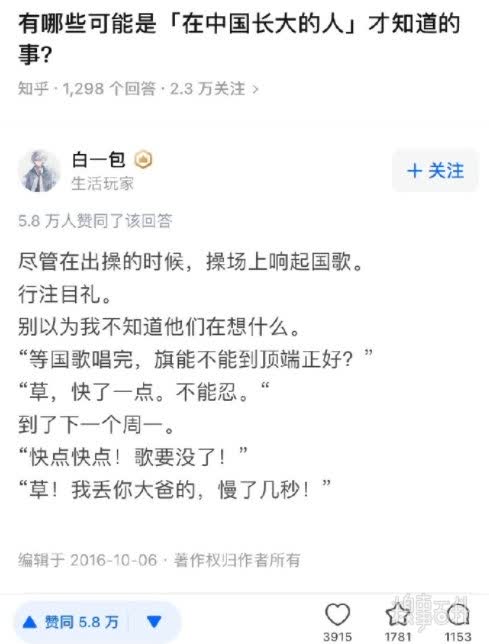 有哪些可能是「在中国长大的人」才知道的
事?
知乎 · 1,298 个回答 · 2.3 万关注 >
白一包
+ 关注
生活玩家
5.8 万人赞同了该回答
尽管在出操的时候，操场上响起国歌。
行注目礼。
别以为我不知道他们在想什么。
“等国歌唱完，旗能不能到顶端正好？”
“草，快了一点。不能忍。“
到了下一个周一。
“快点快点！歌要没了！”
“草！我丢你大爸的，慢了几秒！”
编辑于 2016-10-06 · 著作权归作者所有
赞同 5.8 万
3915
1781
1153